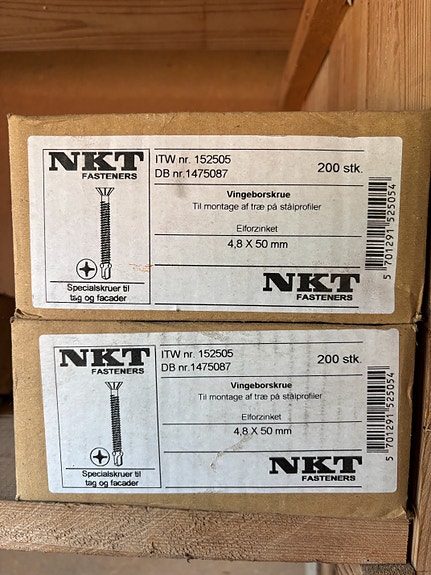 NKT
FASTENERS
ITW nr. 152505
DB nr.1475087
200 stk.
Vingeborskrue
Til montage af træ på stålprofiler
Elforzinket
4,8 X 50 mm
Specialskruer til
tag og facader
NKT
FASTENERS
5 701291 525054
NKT
FASTENERS
ITW nr. 152505
DB nr.1475087
200 stk.
Vingeborskrue
Til montage af træ på stålprofiler
Elforzinket
4,8 X 50 mm
Specialskruer til
tag og facader
NKT
FASTENERS
5 701291 525054